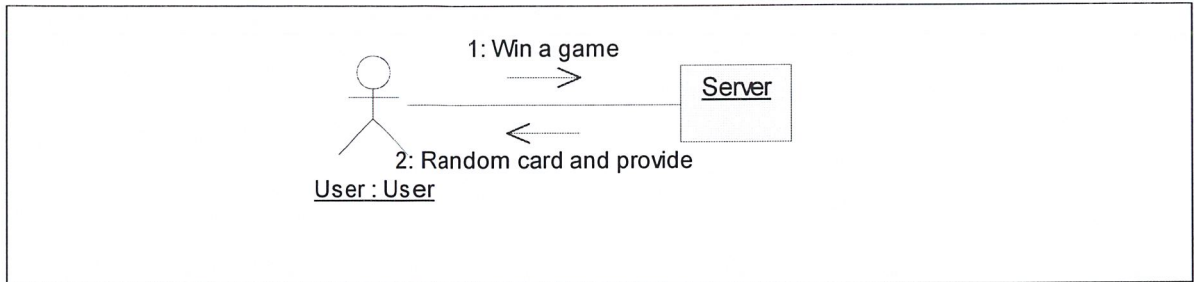 1: Win a game
Server
2: Random card and provide
User : User